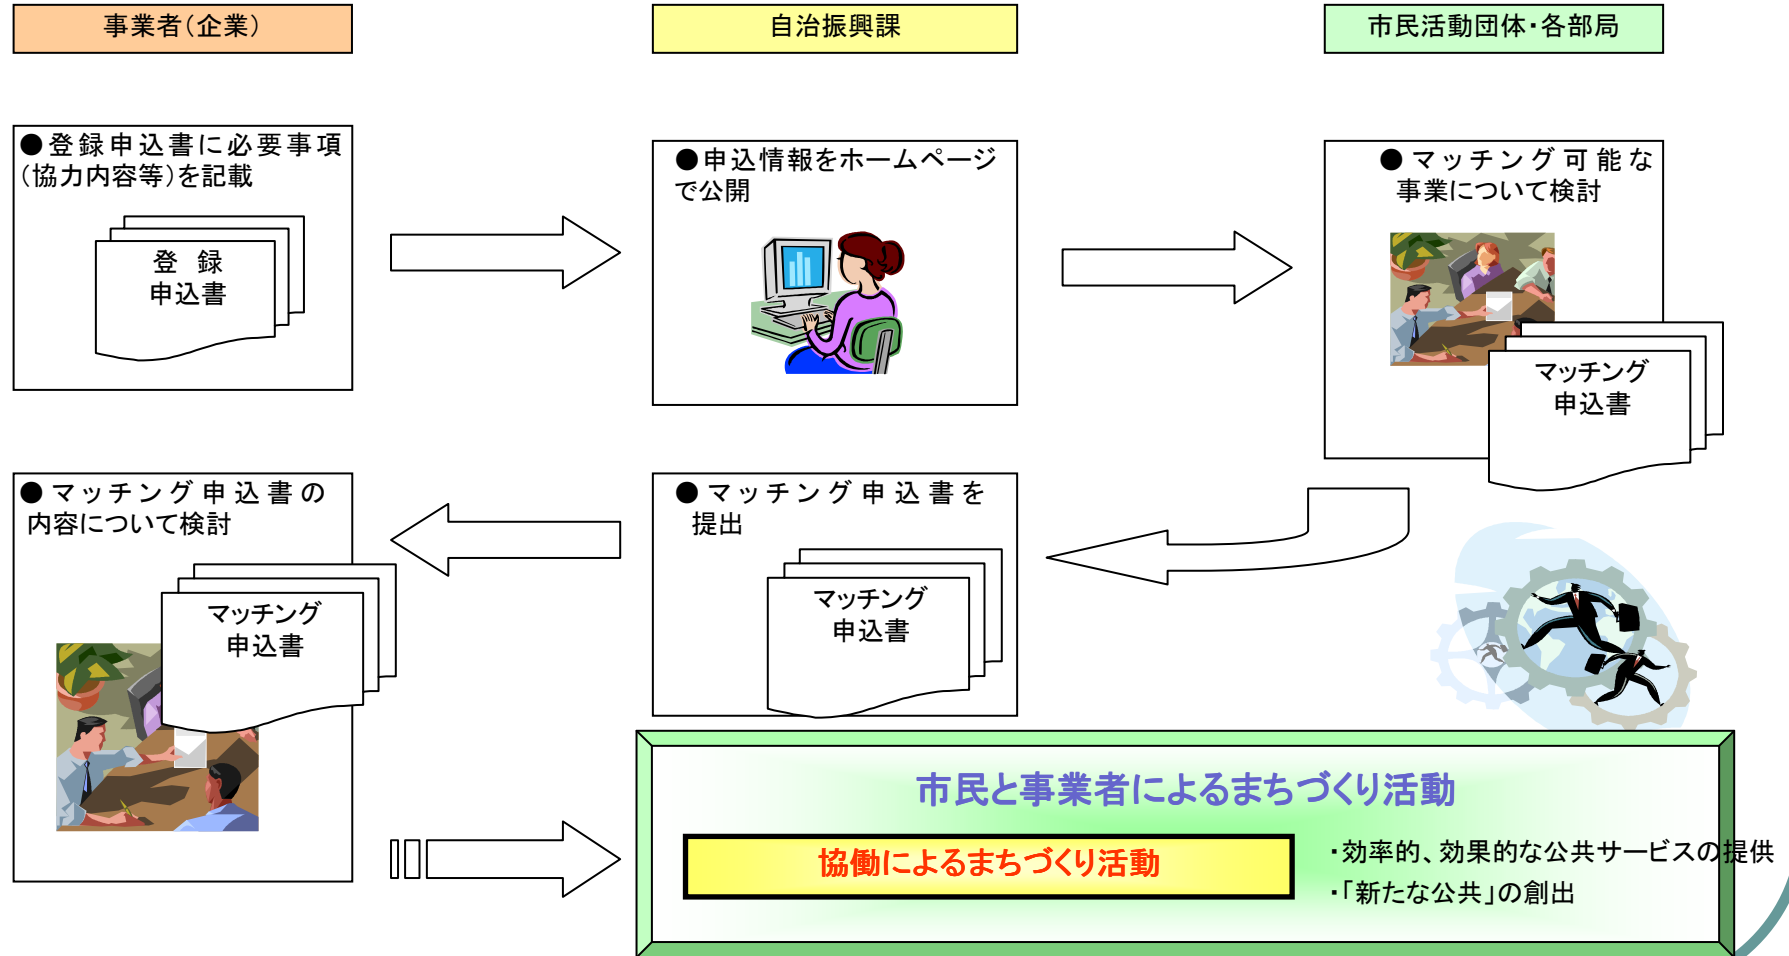 事業者(企業)
自治振興課
市民活動団体・各部局
●登録申込書に必要事項
(協力内容等)を記載
登 録
申込書
●申込情報をホームページ
で公開
●マッチング可能な
事業について検討
マッチング
申込書
●マッチング申込書の
内容について検討
マッチング
申込書
●マッチング申込書を
提出
マッチング
申込書
市民と事業者によるまちづくり活動
協働によるまちづくり活動
・効率的、効果的な公共サービスの提供
・「新たな公共」の創出